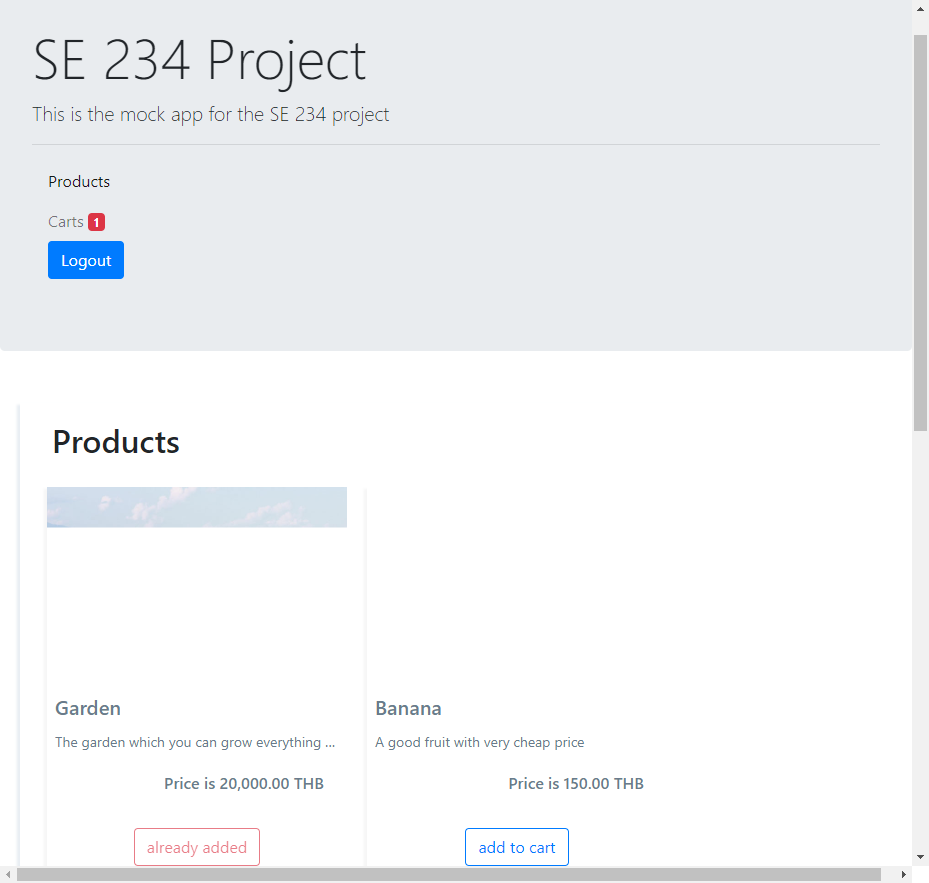 SE 234 Project
This is the mock app for the SE 234 project
Products
Carts 1
Logout
Products
Garden
The garden which you can grow everything ...
Price is 20,000.00 THB
already added
Banana
A good fruit with very cheap price
Price is 150.00 THB
add to cart